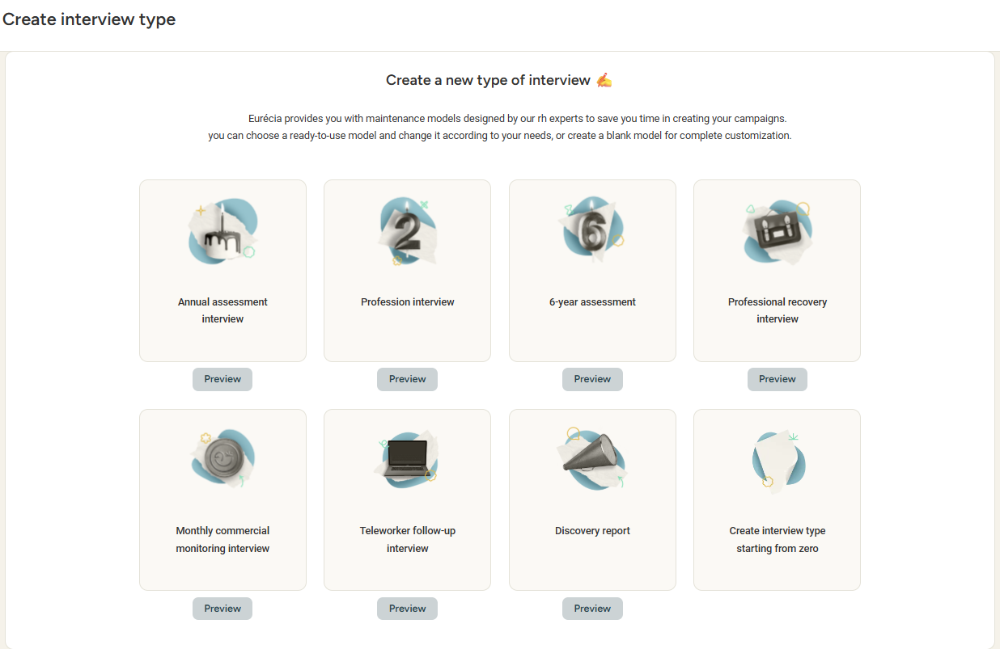 Create interview type
Create a new type of interview ✍️
Eurécia provides you with maintenance models designed by our rh experts to save you time in creating your campaigns.
you can choose a ready-to-use model and change it according to your needs, or create a blank model for complete customization.
2
6
Annual assessment
interview
Profession interview
6-year assessment
Professional recovery
interview
Preview
Preview
Preview
Preview
Monthly commercial
monitoring interview
Teleworker follow-up
interview
Discovery report
Create interview type
starting from zero
Preview
Preview
Preview